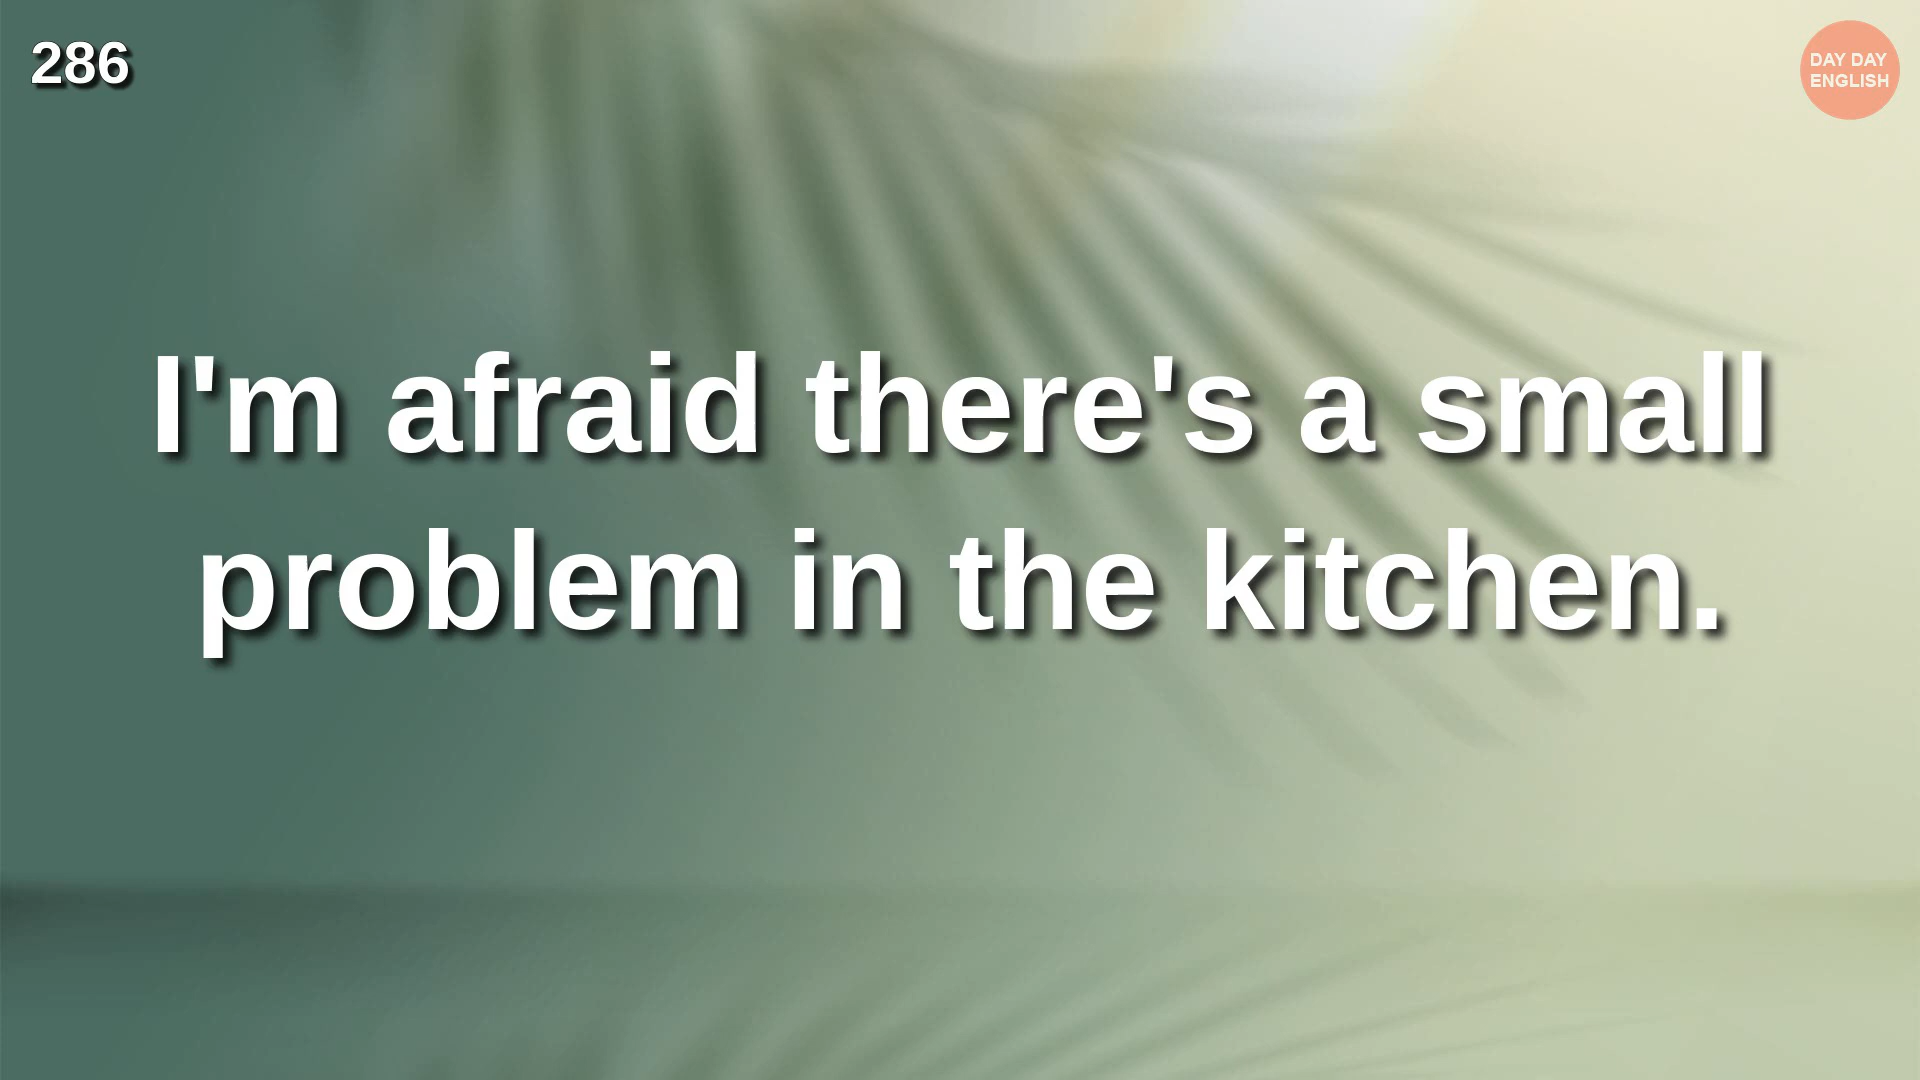 286
DAY DAY
ENGLISH
I'm afraid there's a small
problem in the kitchen.